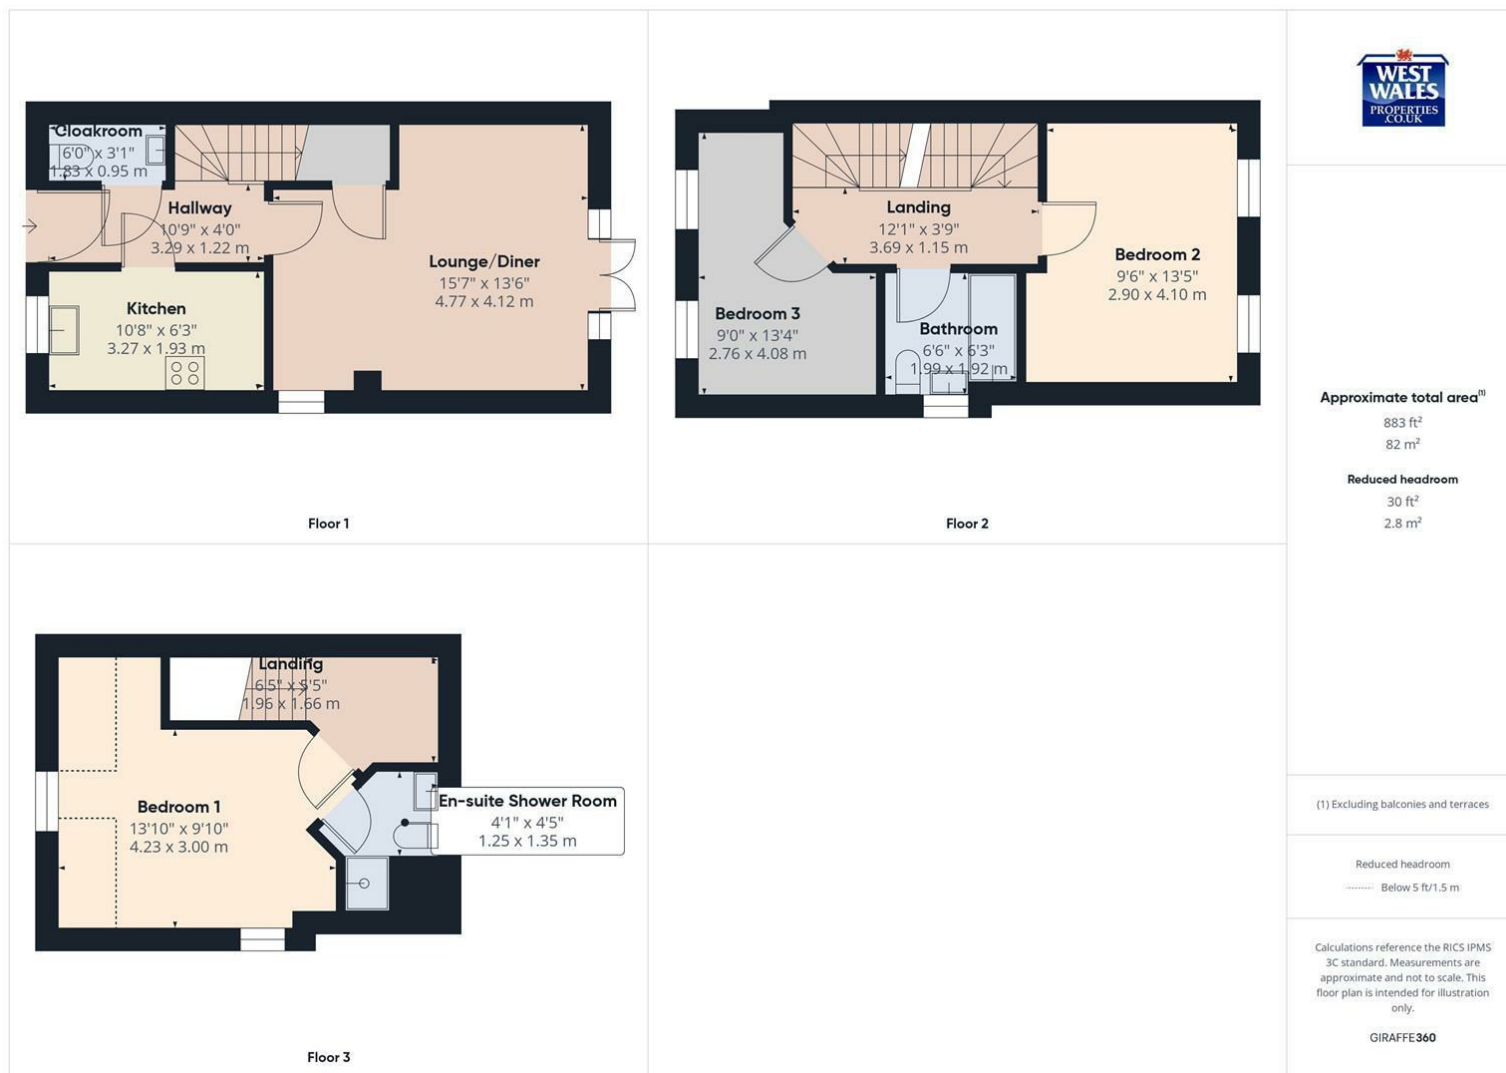 Cloakroom
6'0" x 3'1"
1.83 x 0.95 m
Hallway
10'9" x 4'0"
3.29 x 1.22 m
Kitchen
10'8" x 6'3"
3.27 x 1.93 m
Lounge/Diner
15'7" x 13'6"
4.77 x 4.12 m
Floor 1
Landing
12'1" x 3'9"
3.69 x 1.15 m
Bedroom 2
9'6" x 13'5"
2.90 x 4.10 m
Bedroom 3
9'0" x 13'4"
2.76 x 4.08 m
Bathroom
6'6" x 6'3"
1.99 x 1.92 m
Floor 2
Landing
6'5" x 5'5"
1.96 x 1.66 m
Bedroom 1
13'10" x 9'10"
4.23 x 3.00 m
En-suite Shower Room
4'1" x 4'5"
1.25 x 1.35 m
Floor 3
WEST
WALES
PROPERTIES
.CO.UK
Approximate total area(1)
883 ft²
82 m²
Reduced headroom
30 ft²
2.8 m²
(1) Excluding balconies and terraces
Reduced headroom
Below 5 ft/1.5 m
Calculations reference the RICS IPMS
3C standard. Measurements are
approximate and not to scale. This
floor plan is intended for illustration
only.
GIRAFFE360